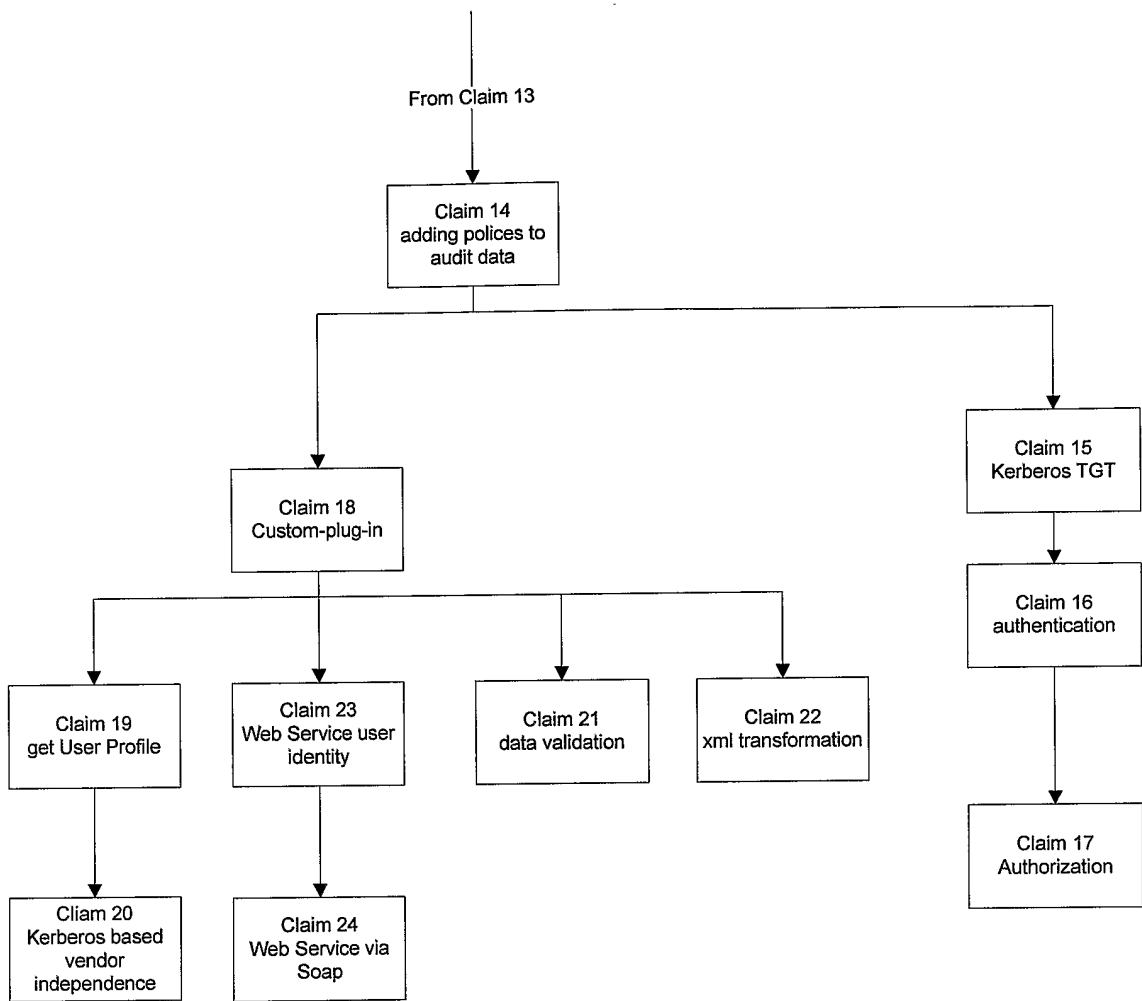 From Claim 13
Claim 14
adding polices to
audit data
Claim 15
Kerberos TGT
Claim 18
Custom-plug-in
Claim 16
authentication
Claim 19
get User Profile
Claim 23
Web Service user
identity
Claim 21
data validation
Claim 22
xml transformation
Claim 17
Authorization
Cliam 20
Kerberos based
vendor
independence
Claim 24
Web Service via
Soap